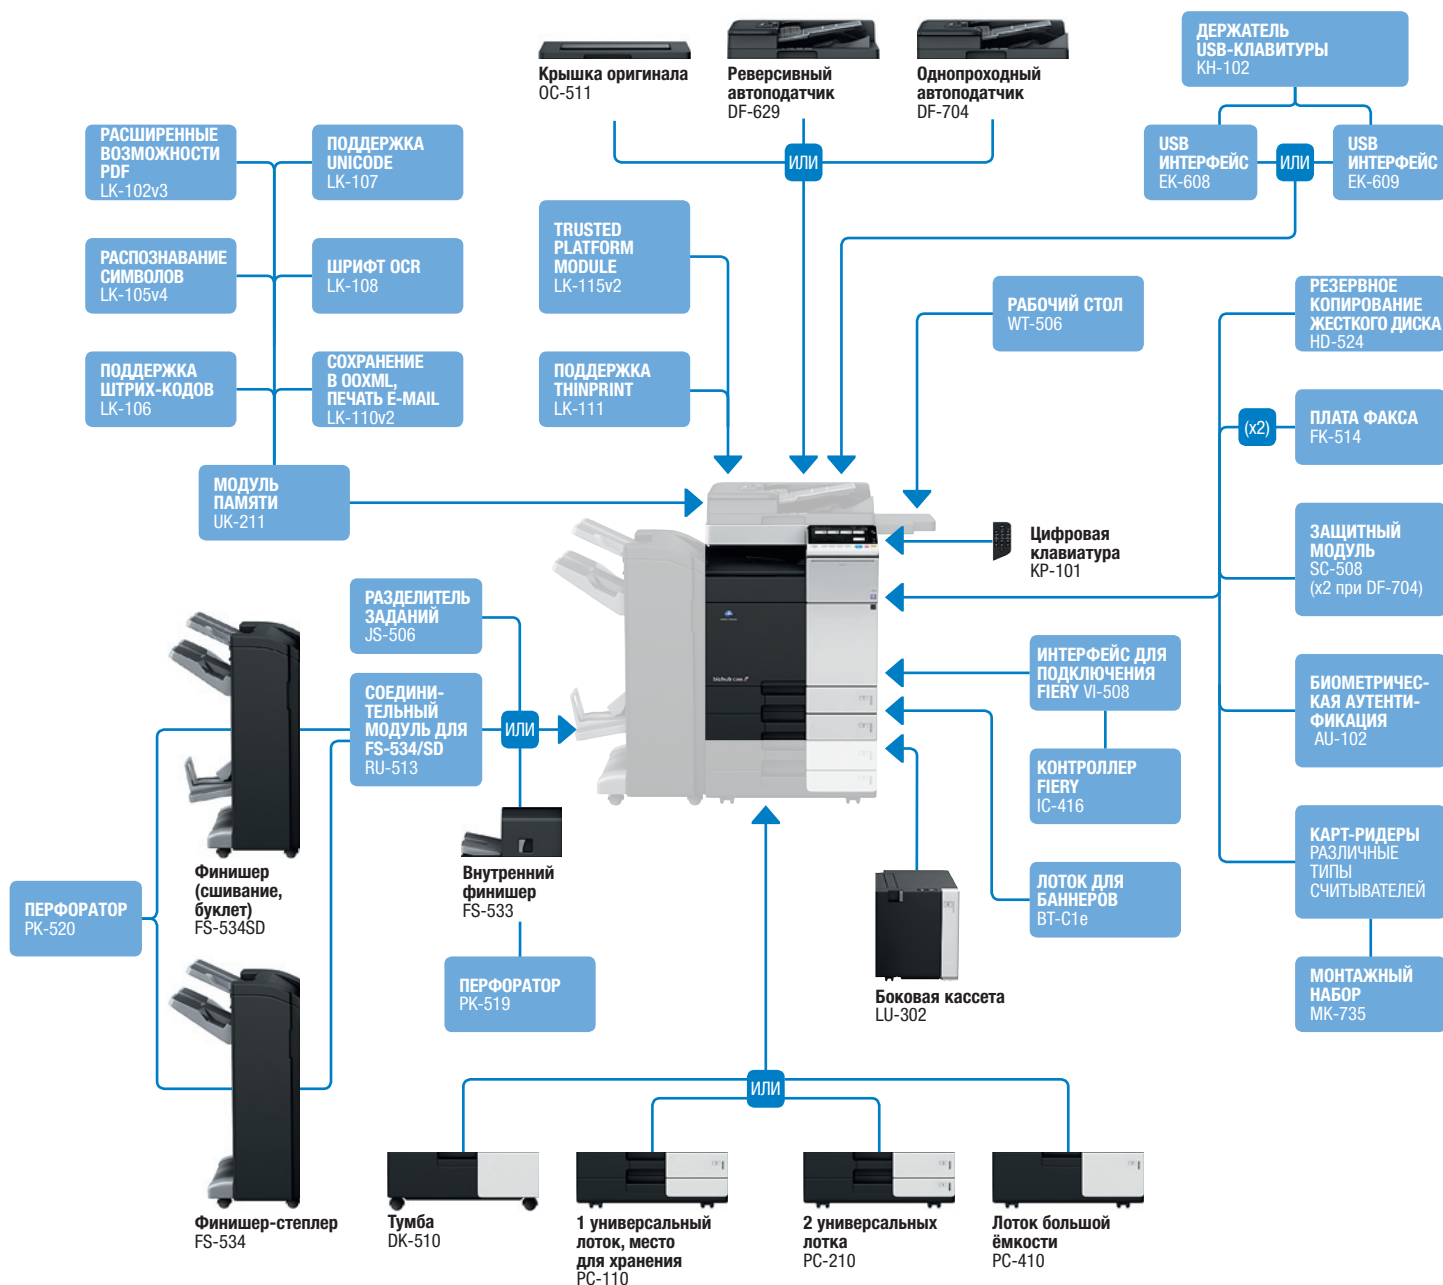 Крышка оригинала
OC-511
Реверсивный
автоподатчик
DF-629
Однопроходный
автоподатчик
DF-704
ДЕРЖАТЕЛЬ
USB-КЛАВИТУРЫ
KH-102
ИЛИ
USB
ИНТЕРФЕЙС
EK-608
ИЛИ
USB
ИНТЕРФЕЙС
EK-609
РАСШИРЕННЫЕ
ВОЗМОЖНОСТИ
PDF
LK-102v3
ПОДДЕРЖКА
UNICODE
LK-107
РАСПОЗНАВАНИЕ
СИМВОЛОВ
LK-105v4
ШРИФТ OCR
LK-108
ПОДДЕРЖКА
ШТРИХ-КОДОВ
LK-106
СОХРАНЕНИЕ
В OOXML,
ПЕЧАТЬ E-MAIL
LK-110v2
МОДУЛЬ
ПАМЯТИ
UK-211
TRUSTED
PLATFORM
MODULE
LK-115v2
ПОДДЕРЖКА
THINPRINT
LK-111
РАБОЧИЙ СТОЛ
WT-506
РЕЗЕРВНОЕ
КОПИРОВАНИЕ
ЖЕСТКОГО ДИСКА
HD-524
(x2)
ПЛАТА ФАКСА
FK-514
Цифровая
клавиатура
KP-101
ЗАЩИТНЫЙ
МОДУЛЬ
SC-508
(x2 при DF-704)
РАЗДЕЛИТЕЛЬ
ЗАДАНИЙ
JS-506
СОЕДИНИ-
ТЕЛЬНЫЙ
МОДУЛЬ ДЛЯ
FS-534/SD
RU-513
ИЛИ
bizhub C368
ИНТЕРФЕЙС ДЛЯ
ПОДКЛЮЧЕНИЯ
FIERY VI-508
КОНТРОЛЛЕР
FIERY
IC-416
БИОМЕТРИЧЕС-
КАЯ АУТЕНТИ-
ФИКАЦИЯ
AU-102
КАРТ-РИДЕРЫ
РАЗЛИЧНЫЕ
ТИПЫ
СЧИТЫВАТЕЛЕЙ
МОНТАЖНЫЙ
НАБОР
MK-735
Финишер
(сшивание,
буклет)
FS-534SD
Внутренний
финишер
FS-533
ПЕРФОРАТОР
PK-520
ПЕРФОРАТОР
PK-519
ЛОТОК ДЛЯ
БАННЕРОВ
BT-C1e
Боковая кассета
LU-302
Финишер-степлер
FS-534
ИЛИ
Тумба
DK-510
1 универсальный
лоток, место
для хранения
PC-110
2 универсальных
лотка
PC-210
Лоток большой
ёмкости
PC-410